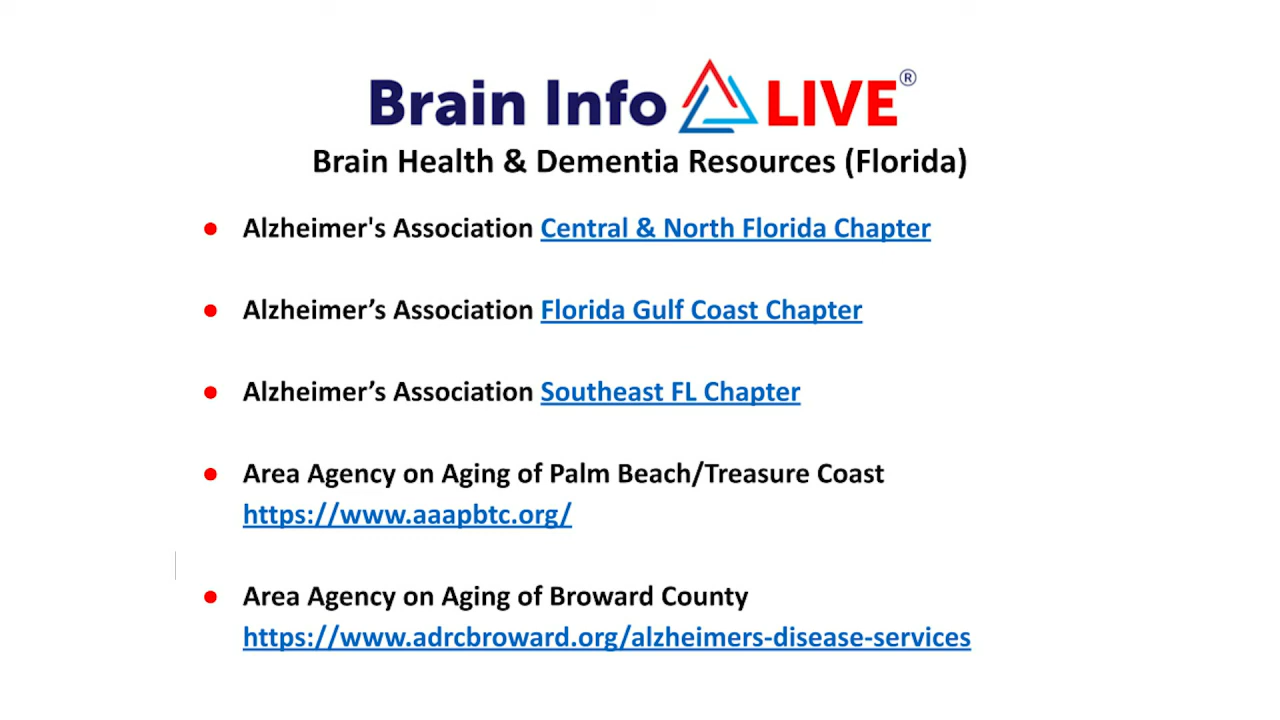 Brain Info LIVE®
Brain Health & Dementia Resources (Florida)
● Alzheimer's Association Central & North Florida Chapter
● Alzheimer’s Association Florida Gulf Coast Chapter
● Alzheimer’s Association Southeast FL Chapter
● Area Agency on Aging of Palm Beach/Treasure Coast
https://www.aaapbtc.org/
● Area Agency on Aging of Broward County
https://www.adrcbroward.org/alzheimers-disease-services